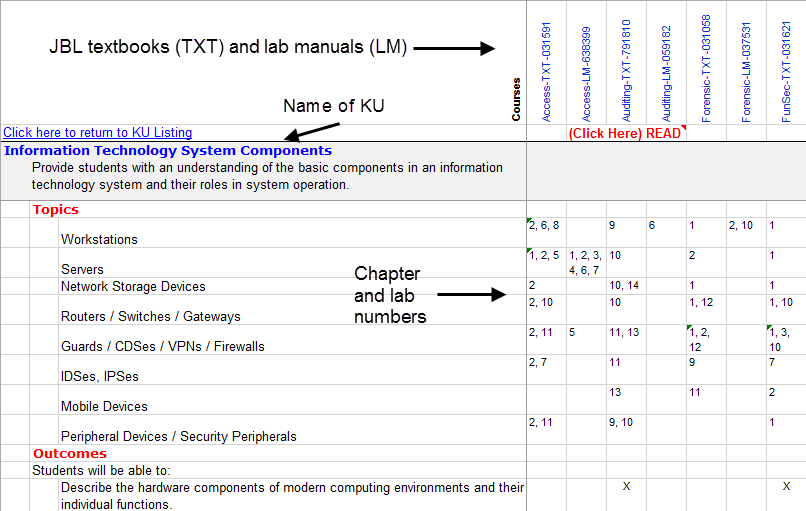 JBL textbooks (TXT) and lab manuals (LM)
Courses
Access-TXT-031591
Access-LM-638399
Auditing-TXT-791810
Auditing-LM-059182
Forensic-TXT-031058
Forensic-LM-037531
FunSec-TXT-031621
Name of KU
Click here to return to KU Listing
(Click Here) READ
Information Technology System Components
Provide students with an understanding of the basic components in an information
technology system and their roles in system operation.
Topics
Workstations 2, 6, 8 9 6 1 2, 10 1
Servers 1, 2, 5 1, 2, 3, 10 2 1
4, 6, 7
Network Storage Devices 2 10, 14 1 1
Chapter
and lab
numbers
Routers / Switches / Gateways 2, 10 10 1, 12 1, 10
Guards / CDSes / VPNs / Firewalls 2, 11 5 11, 13 1, 2, 1, 3,
12 10
IDSes, IPSes 2, 7 11 9 7
Mobile Devices 13 11 2
Peripheral Devices / Security Peripherals 2, 11 9, 10 1
Outcomes
Students will be able to:
Describe the hardware components of modern computing environments and their X X
individual functions.